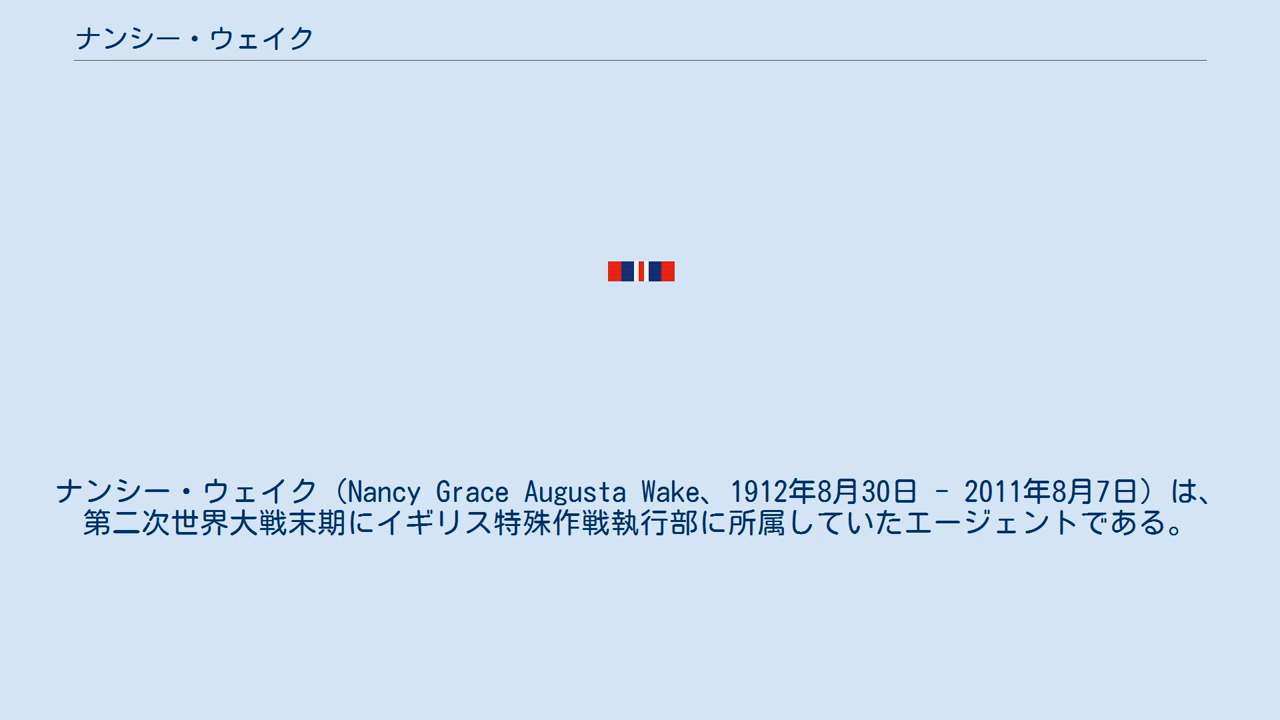 ナンシー・ウェイク
ナンシー・ウェイク（Nancy Grace Augusta Wake、1912年8月30日 - 2011年8月7日）は、
第二次世界大戦末期にイギリス特殊作戦執行部に所属していたエージェントである。